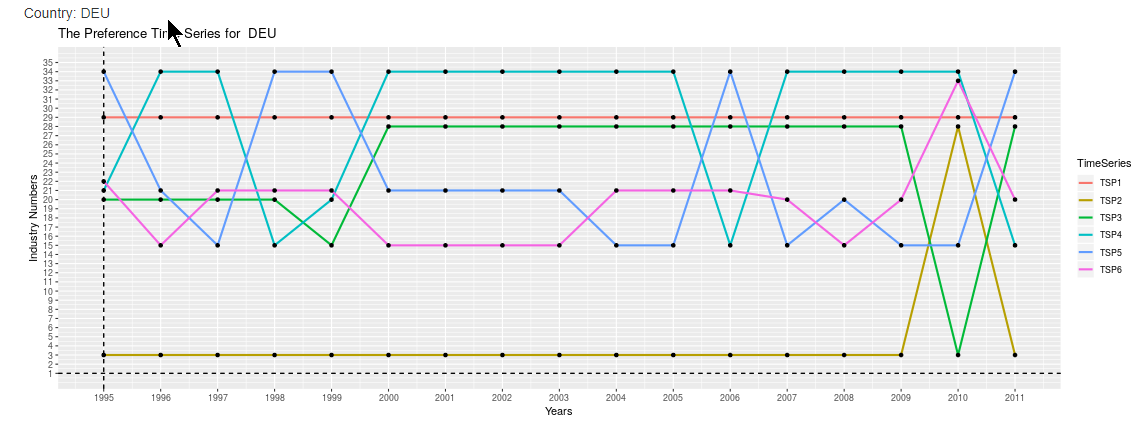 Country: DEU
The Preference Time Series for DEU
Industry Numbers
35
34
33
32
31
30
29
28
27
26
25
24
23
22
21
20
19
18
17
16
15
14
13
12
11
10
9
8
7
6
5
4
3
2
1
1995 1996 1997 1998 1999 2000 2001 2002 2003 2004 2005 2006 2007 2008 2009 2010 2011
Years
TimeSeries
TSP1
TSP2
TSP3
TSP4
TSP5
TSP6